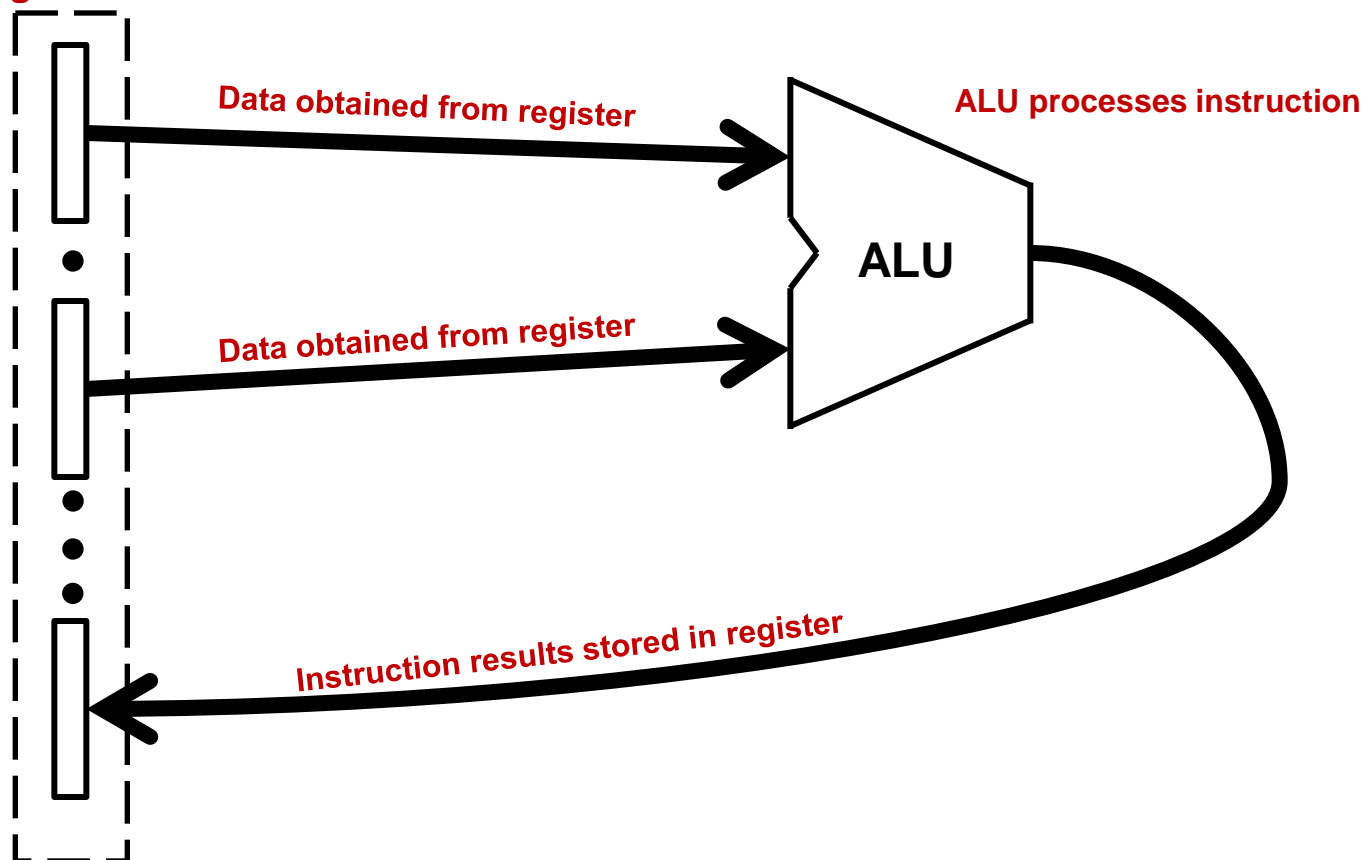 Data obtained from register
ALU processes instruction
ALU
Data obtained from register
Instruction results stored in register